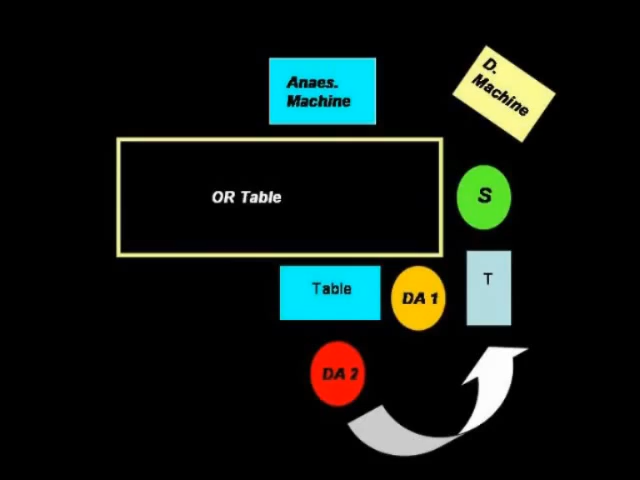 Anaes.
Machine
D.
Machine
OR Table
S
Table
DA 1
T
DA 2